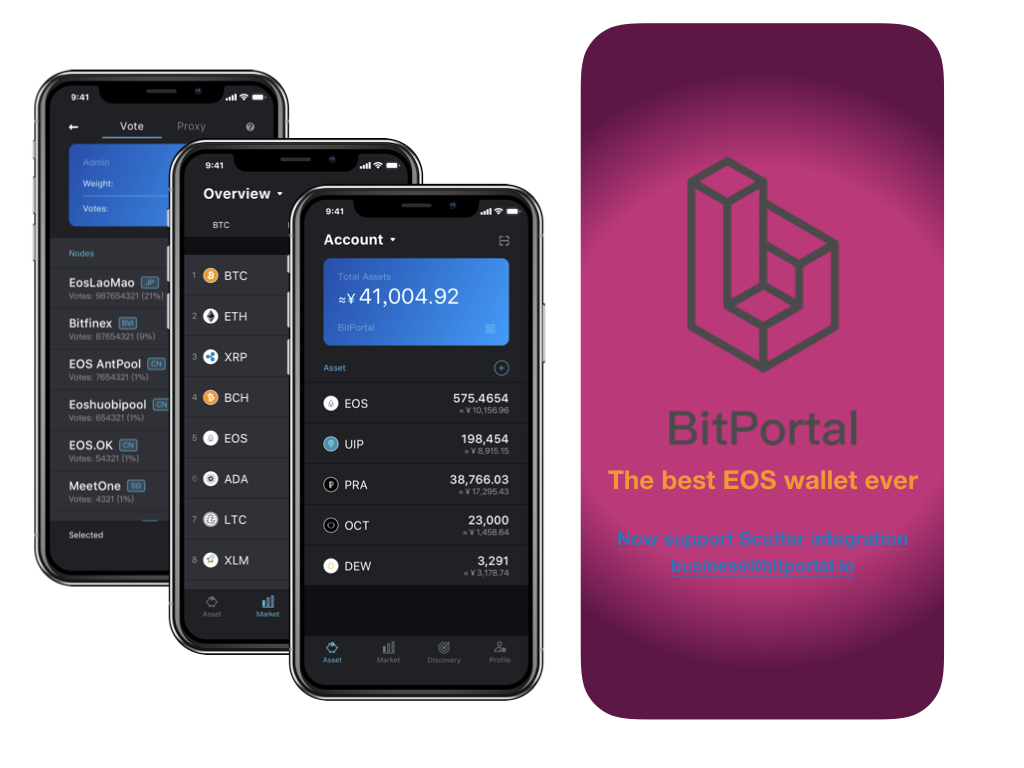 9:41
Vote Proxy
Admin
Weight:
Votes:
Nodes
EosLaoMao JP
Votes: 987654321 (21%)
Bitfinex BVI
Votes: 87654321 (9%)
EOS AntPool CN
Votes: 7654321 (1%)
Eoshuobipool CN
Votes: 654321 (1%)
EOS.OK CN
Votes: 54321 (1%)
MeetOne SG
Votes: 4321 (1%)
Selected
9:41
Overview
BTC
1 BTC
2 ETH
3 XRP
4 BCH
5 EOS
6 ADA
7 LTC
8 XLM
Asset Market
9:41
Account
Total Assets
≈¥ 41,004.92
BitPortal
Asset
EOS 575.4654
≈ ¥ 10,156.96
UIP 198,454
≈ ¥ 8,915.15
PRA 38,766.03
≈ ¥ 17,295.43
OCT 23,000
≈ ¥ 1,458.64
DEW 3,291
≈ ¥ 3,178.74
Asset Market Discovery Profile
BitPortal
The best EOS wallet ever
Now support Scatter integration
business@bitportal.io